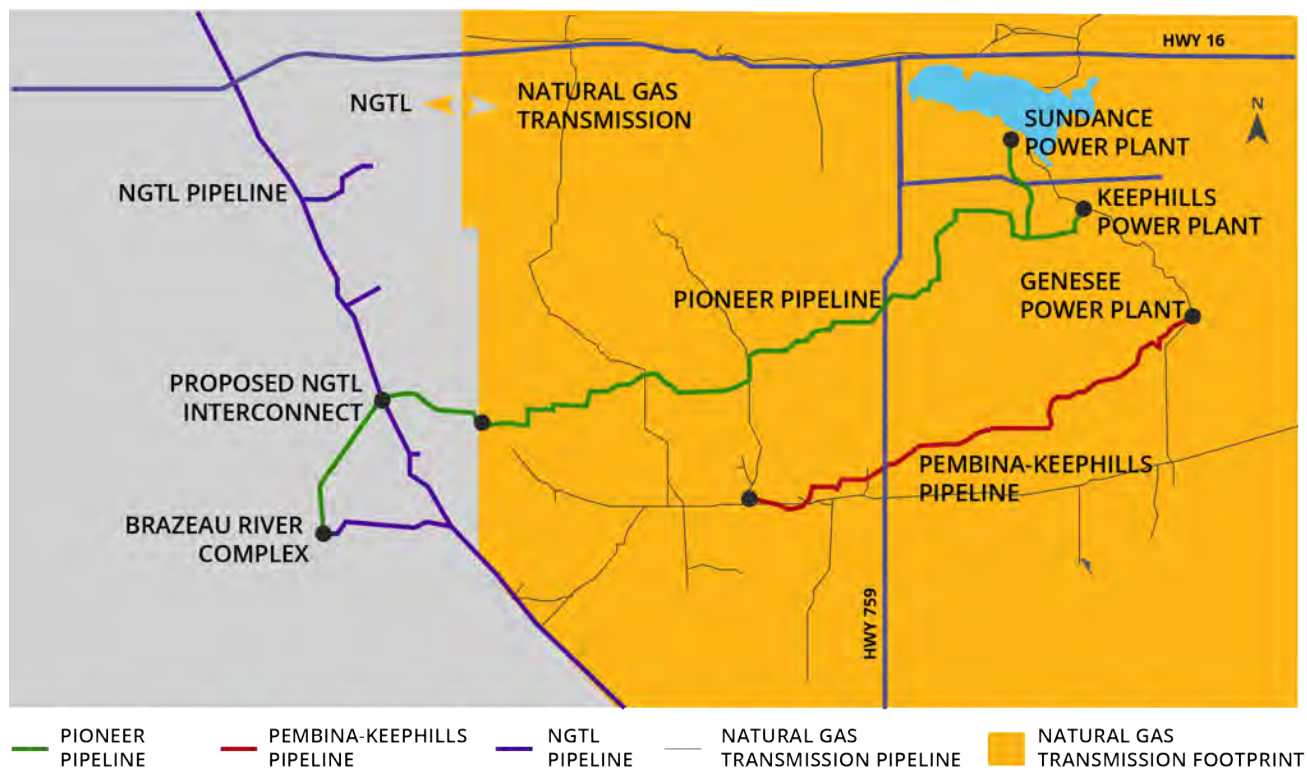 HWY 16
NGTL
NATURAL GAS
TRANSMISSION
N
SUNDANCE
POWER PLANT
NGTL PIPELINE
KEEPHILLS
POWER PLANT
GENESEE
POWER PLANT
PIONEER PIPELINE
PROPOSED NGTL
INTERCONNECT
PEMBINA-KEEPHILLS
PIPELINE
BRAZEAU RIVER
COMPLEX
HWY 759
PIONEER
PIPELINE
PEMBINA-KEEPHILLS
PIPELINE
NGTL
PIPELINE
NATURAL GAS
TRANSMISSION PIPELINE
NATURAL GAS
TRANSMISSION FOOTPRINT